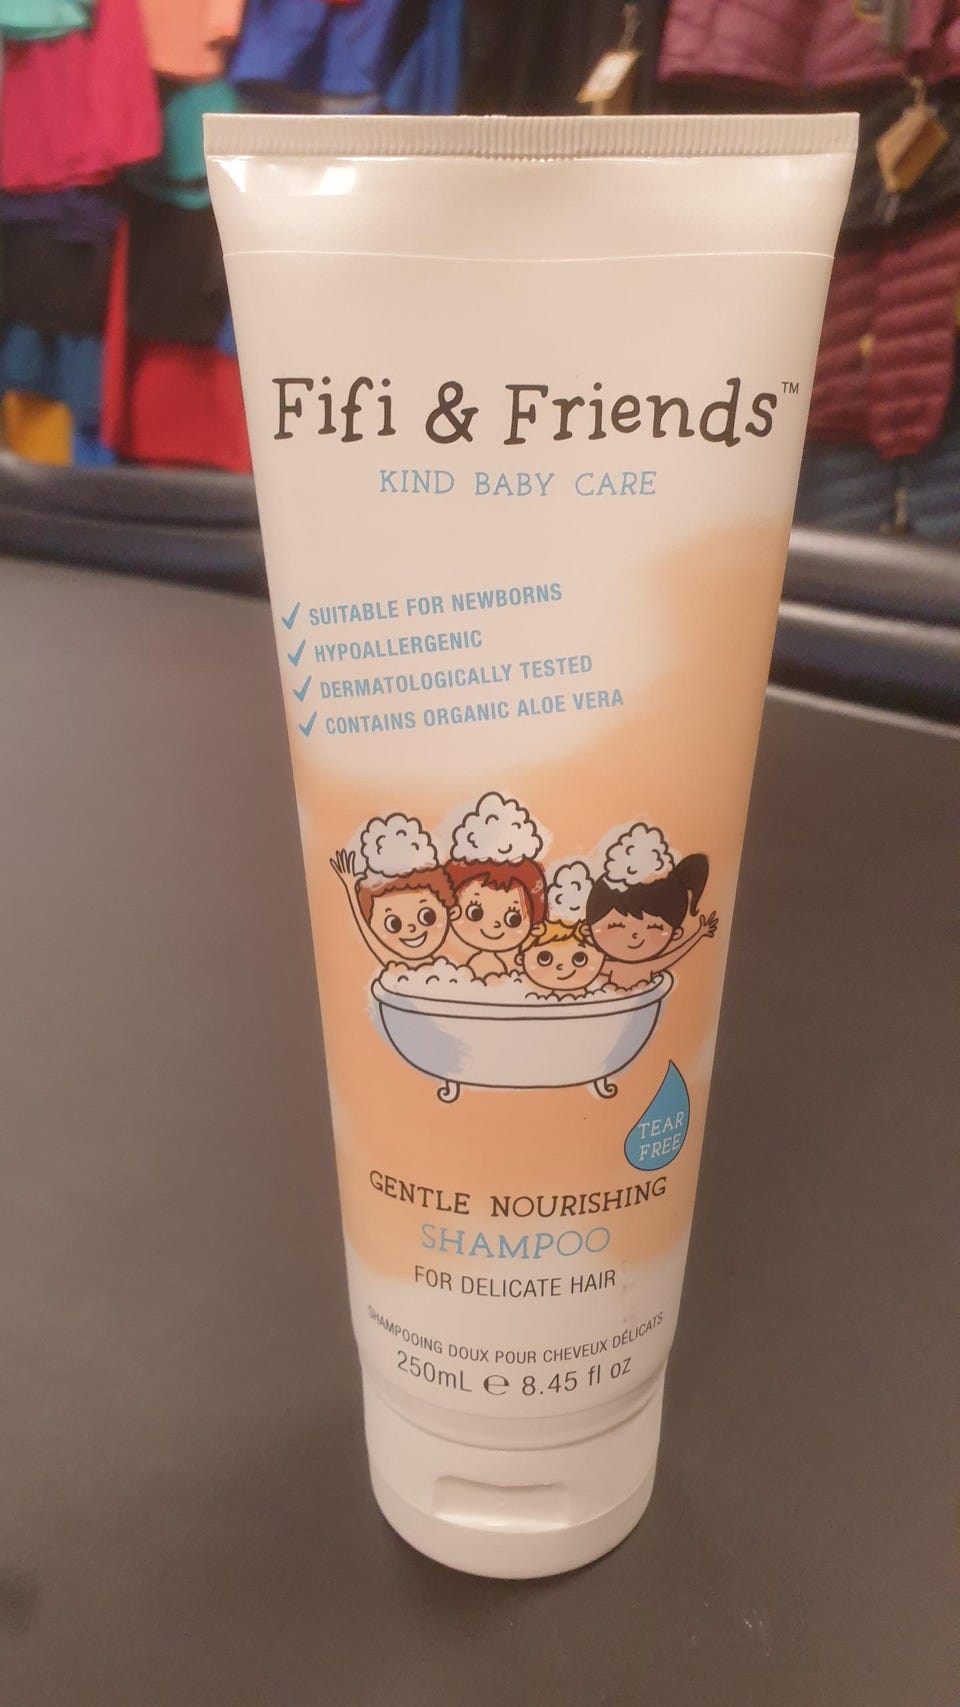 Fifi & Friends™
KIND BABY CARE
✓ SUITABLE FOR NEWBORNS
✓ HYPOALLERGENIC
✓ DERMATOLOGICALLY TESTED
✓ CONTAINS ORGANIC ALOE VERA
TEAR
FREE
GENTLE NOURISHING
SHAMPOO
FOR DELICATE HAIR
SHAMPOOING DOUX POUR CHEVEUX DÉLICATS
250mL ℮ 8.45 fl oz